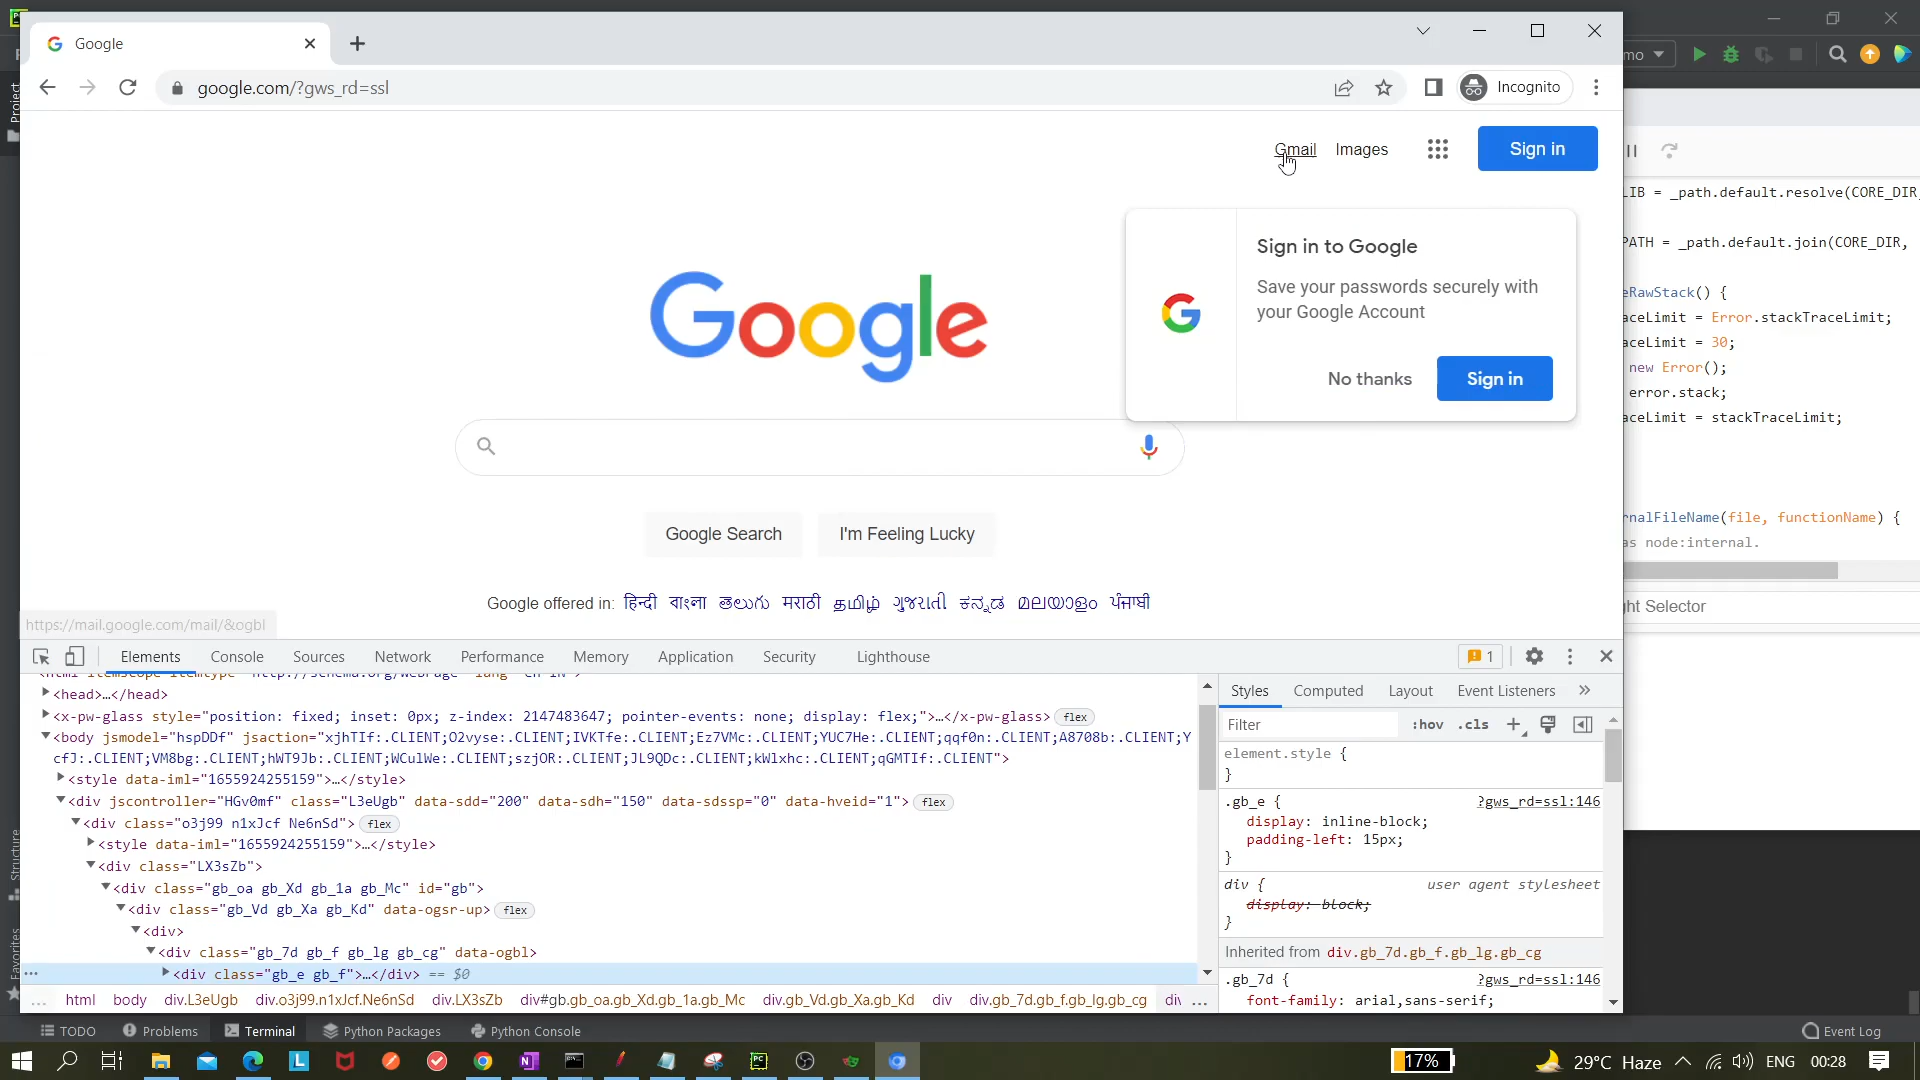 Google
google.com/?gws_rd=ssl
Incognito
Gmail Images Sign in
Sign in to Google
Save your passwords securely with
your Google Account
No thanks Sign in
Google
Google Search I'm Feeling Lucky
Google offered in: हिन्दी বাংলা తెలుగు मराठी தமிழ் ગુજરાતી ಕನ್ನಡ മലയാളം ਪੰਜਾਬੀ
https://mail.google.com/mail/&ogbl
Project
LIB = _path.default.resolve(CORE_DIR,
PATH = _path.default.join(CORE_DIR,
eRawStack() {
aceLimit = Error.stackTraceLimit;
aceLimit = 30;
new Error();
error.stack;
aceLimit = stackTraceLimit;
rnalFileName(file, functionName) {
as node:internal.
ght Selector
Elements Console Sources Network Performance Memory Application Security Lighthouse 1
<head>…</head>
<x-pw-glass style="position: fixed; inset: 0px; z-index: 2147483647; pointer-events: none; display: flex;">…</x-pw-glass> flex
<body jsmodel="hspDDf" jsaction="xjhTIf:.CLIENT;O2vyse:.CLIENT;IVKTfe:.CLIENT;Ez7VMc:.CLIENT;YUC7He:.CLIENT;qqf0n:.CLIENT;A8708b:.CLIENT;Y
cfJ:.CLIENT;VM8bg:.CLIENT;hWT9Jb:.CLIENT;WCulWe:.CLIENT;szjOR:.CLIENT;JL9QDc:.CLIENT;kWlxhc:.CLIENT;qGMTIf:.CLIENT">
<style data-iml="1655924255159">…</style>
<div jscontroller="HGv0mf" class="L3eUgb" data-sdd="200" data-sdh="150" data-sdssp="0" data-hveid="1"> flex
<div class="o3j99 n1xJcf Ne6nSd"> flex
<style data-iml="1655924255159">…</style>
<div class="LX3sZb">
<div class="gb_oa gb_Xd gb_1a gb_Mc" id="gb">
<div class="gb_Vd gb_Xa gb_Kd" data-ogsr-up> flex
<div>
<div class="gb_7d gb_f gb_lg gb_cg" data-ogbl>
… <div class="gb_e gb_f">…</div> == $0
… html body div.L3eUgb div.o3j99.n1xJcf.Ne6nSd div.LX3sZb div#gb.gb_oa.gb_Xd.gb_1a.gb_Mc div.gb_Vd.gb_Xa.gb_Kd div div.gb_7d.gb_f.gb_lg.gb_cg div …
Styles Computed Layout Event Listeners »
Filter :hov .cls
element.style {
}
.gb_e { ?gws_rd=ssl:146
display: inline-block;
padding-left: 15px;
}
div { user agent stylesheet
display: block;
}
Inherited from div.gb_7d.gb_f.gb_lg.gb_cg
.gb_7d { ?gws_rd=ssl:146
font-family: arial,sans-serif;
Structure
Favorites
TODO Problems Terminal Python Packages Python Console Event Log
17% 29°C Haze ENG 00:28